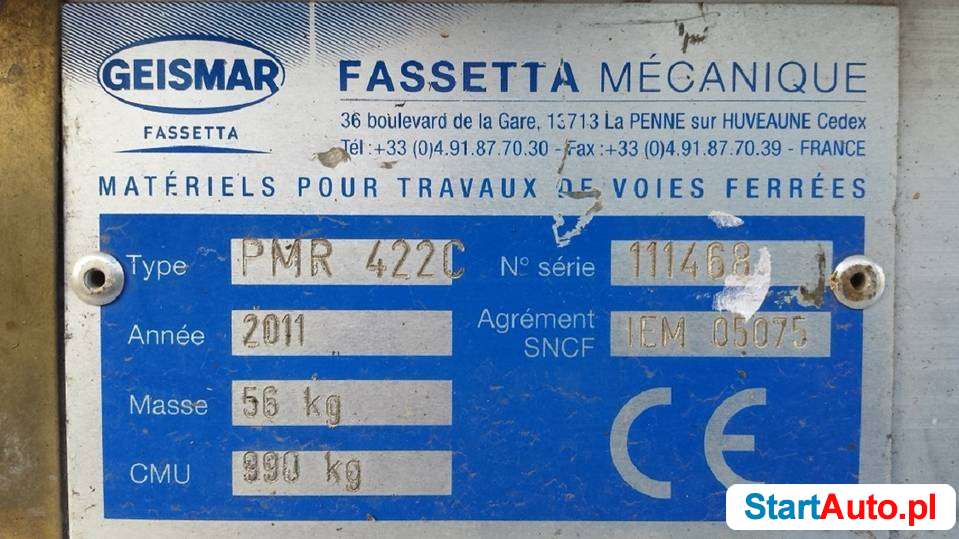 GEISMAR
FASSETTA
FASSETTA MÉCANIQUE
36 boulevard de la Gare, 13713 La PENNE sur HUVEAUNE Cedex
Tél :+33 (0)4.91.87.70.30 - Fax :+33 (0)4.91.87.70.39 - FRANCE
MATÉRIELS POUR TRAVAUX DE VOIES FERRÉES
Type PMR 422C N° série 111468
Année 2011 Agrément SNCF IEM 05075
Masse 56 kg
CMU 990 kg
CE
StartAuto.pl